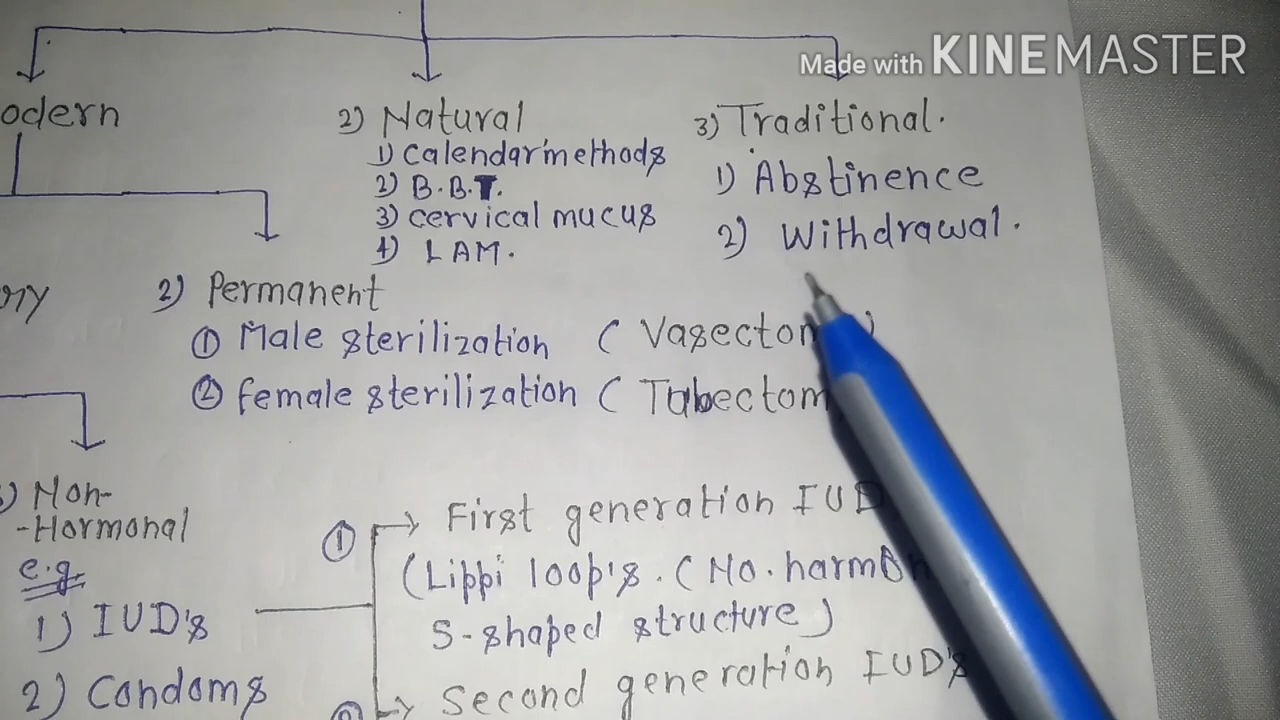 Made with KINEMASTER
odern
2) Natural
1) Calendar methods
2) B.B.T.
3) cervical mucus
4) LAM.
3) Traditional.
1) Abstinence
2) Withdrawal.
2) Permanent
① Male sterilization ( Vasectom )
② female sterilization ( Tubectom
) Non-
-Hormonal
e.g.
1) IUD's
2) Condoms
① → First generation IUD
(Lippi loop's. (No. harmon
S-shaped structure)
→ Second generation IUD's